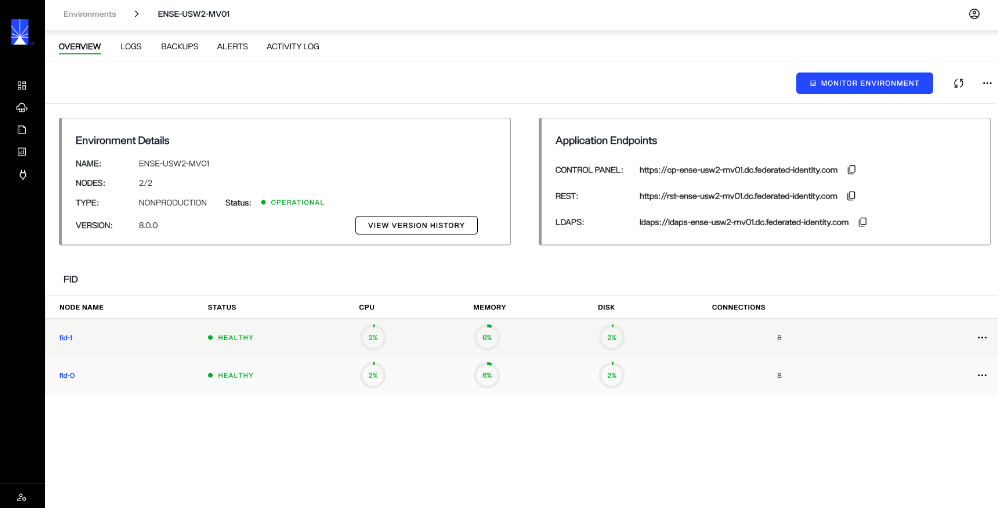 Environments > ENSE-USW2-MV01
OVERVIEW LOGS BACKUPS ALERTS ACTIVITY LOG
MONITOR ENVIRONMENT
Environment Details
NAME: ENSE-USW2-MV01
NODES: 2/2
TYPE: NONPRODUCTION Status: OPERATIONAL
VERSION: 8.0.0 VIEW VERSION HISTORY
Application Endpoints
CONTROL PANEL: https://cp-ense-usw2-mv01.dc.federated-identity.com
REST: https://rst-ense-usw2-mv01.dc.federated-identity.com
LDAPS: ldaps://ldaps-ense-usw2-mv01.dc.federated-identity.com
FID
NODE NAME STATUS CPU MEMORY DISK CONNECTIONS
fid-1 HEALTHY 2% 6% 2% 8
fid-0 HEALTHY 2% 6% 2% 8